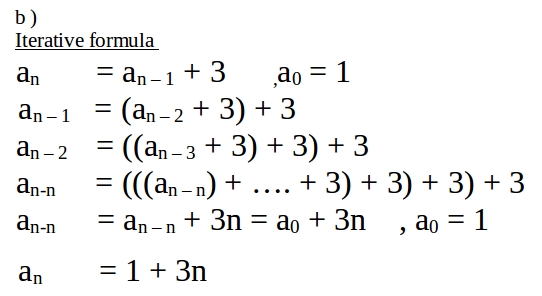 b )
Iterative formula
aₙ = aₙ₋₁ + 3 ,a₀ = 1
aₙ₋₁ = (aₙ₋₂ + 3) + 3
aₙ₋₂ = ((aₙ₋₃ + 3) + 3) + 3
aₙ₋ₙ = (((aₙ₋ₙ) + …. + 3) + 3) + 3) + 3
aₙ₋ₙ = aₙ₋ₙ + 3n = a₀ + 3n , a₀ = 1
aₙ = 1 + 3n